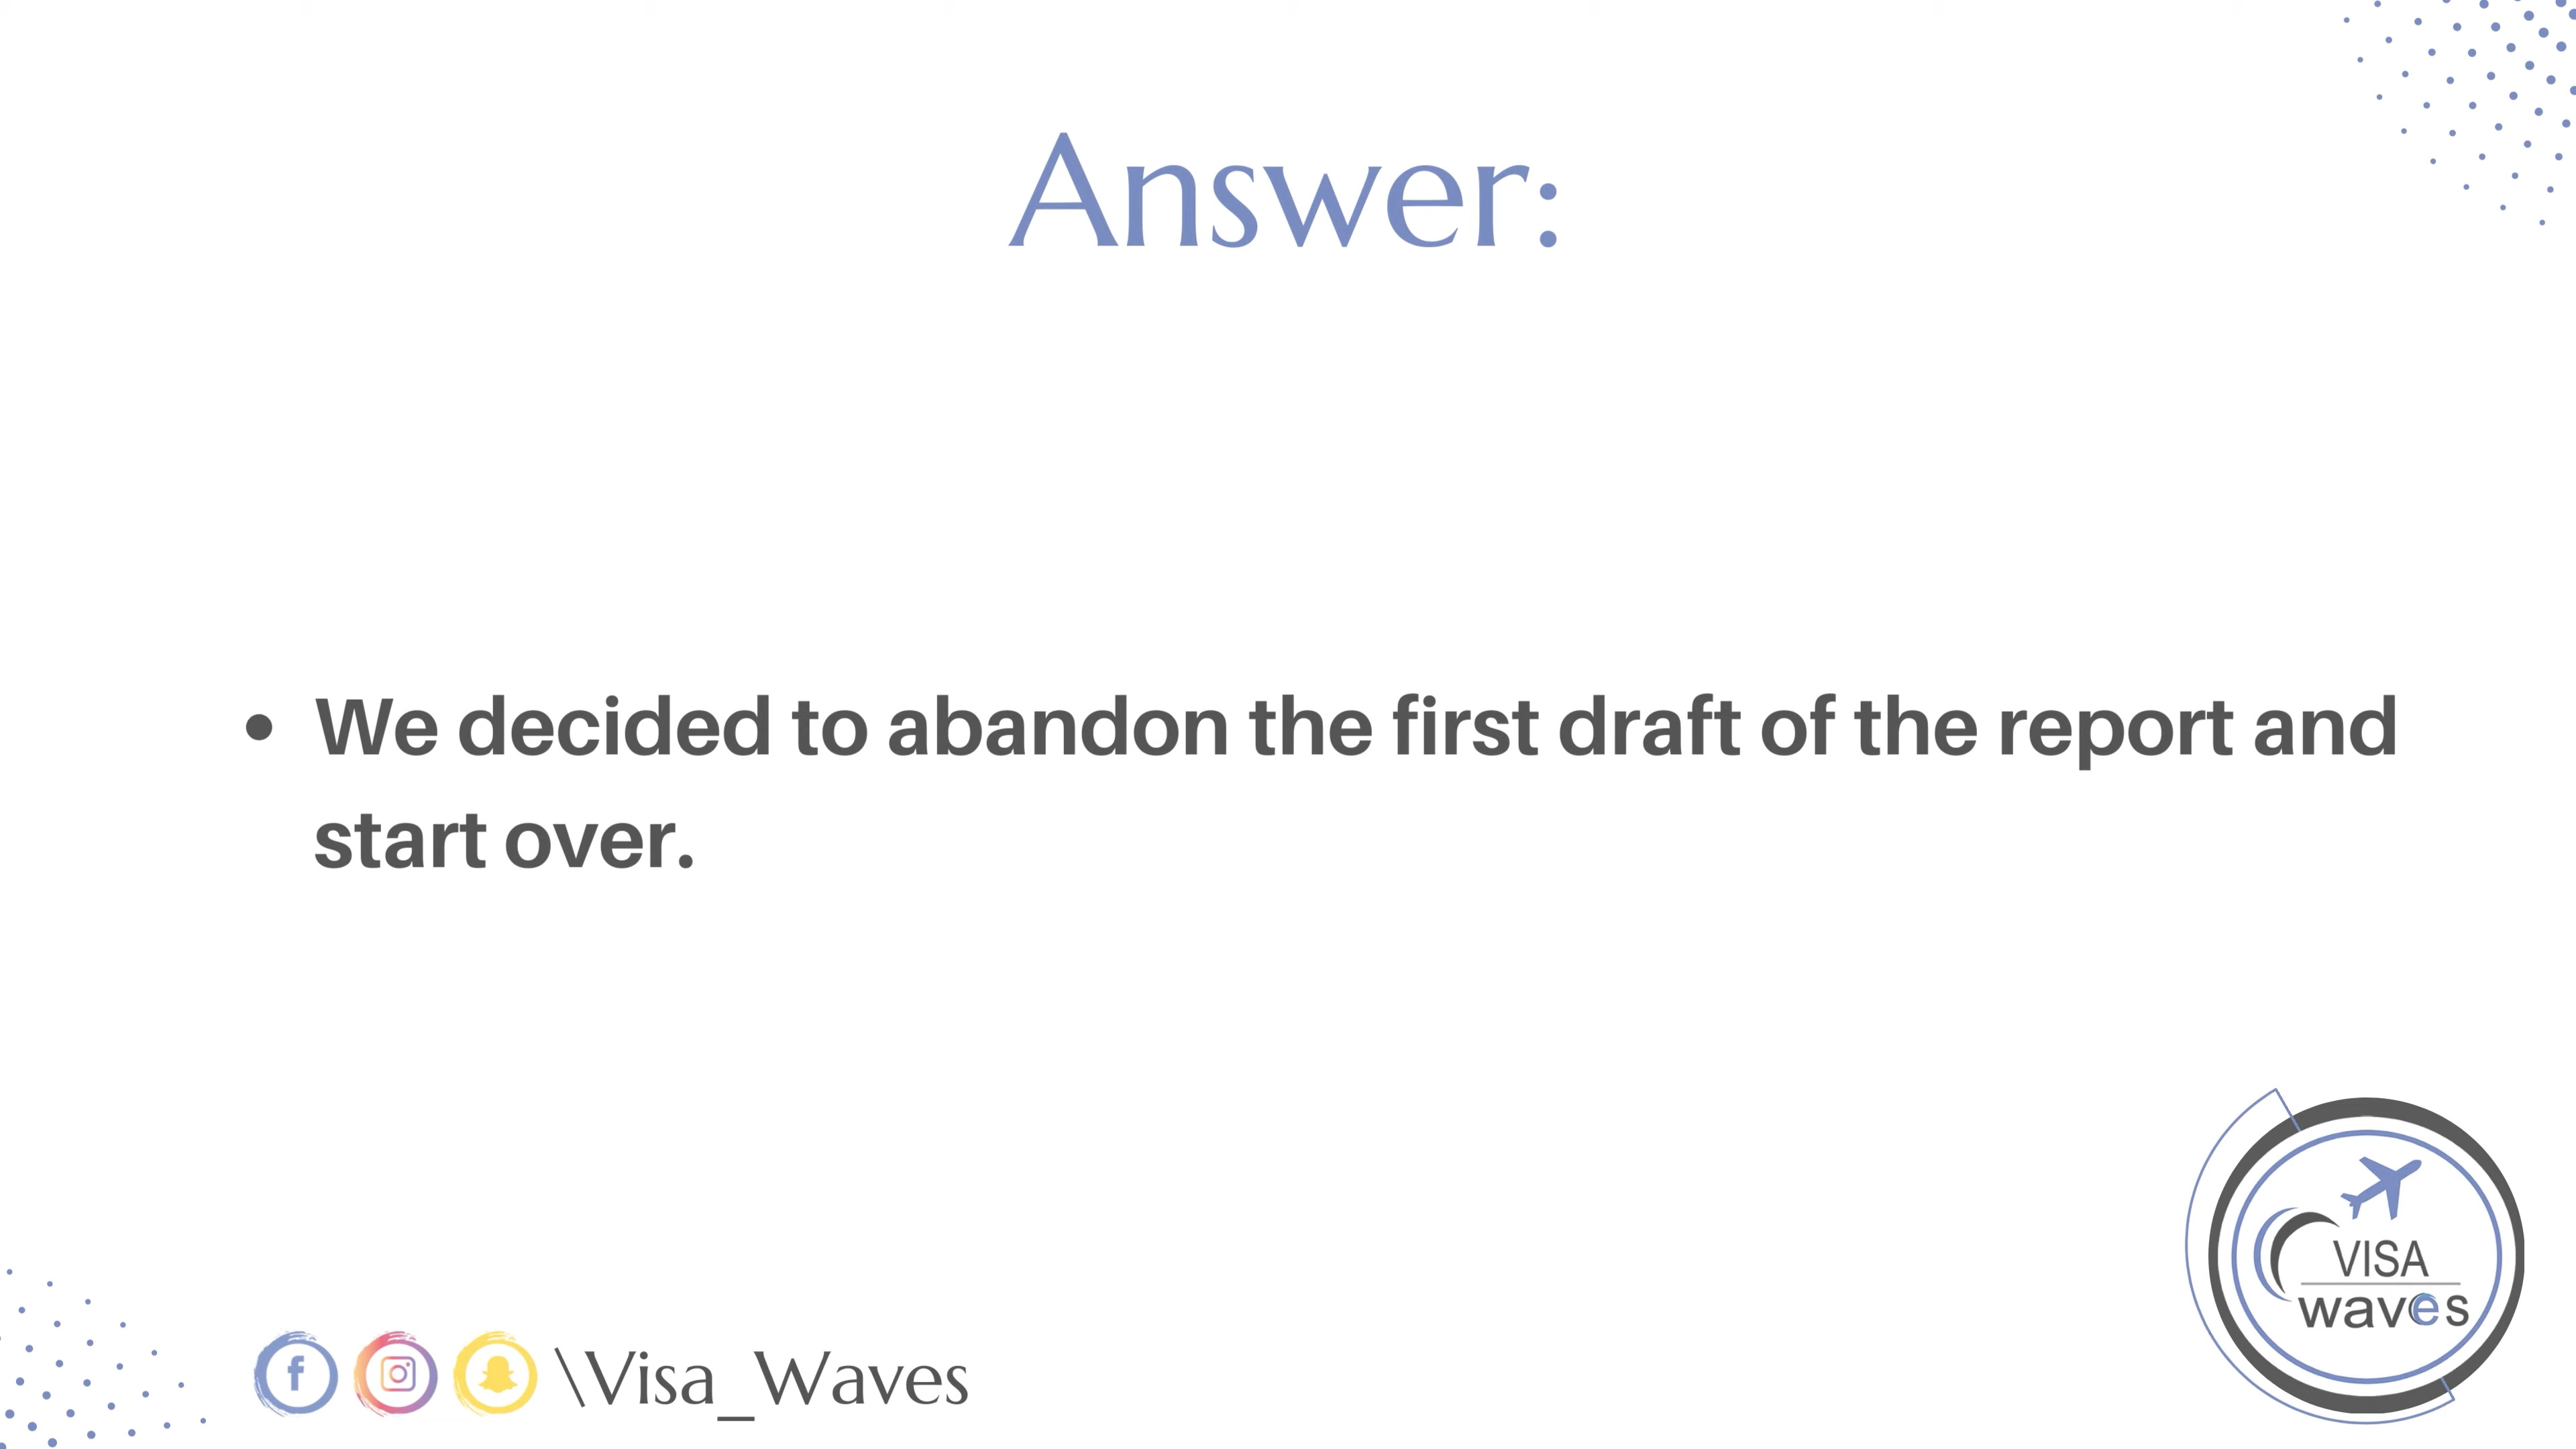 Answer:
• We decided to abandon the first draft of the report and
start over.
VISA
waves
\Visa_Waves